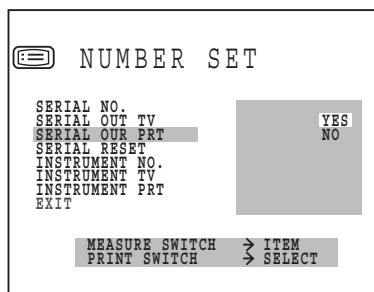 NUMBER SET
SERIAL NO.
SERIAL OUT TV
SERIAL OUR PRT
SERIAL RESET
INSTRUMENT NO.
INSTRUMENT TV
INSTRUMENT PRT
EXIT
YES
NO
MEASURE SWITCH → ITEM
PRINT SWITCH → SELECT